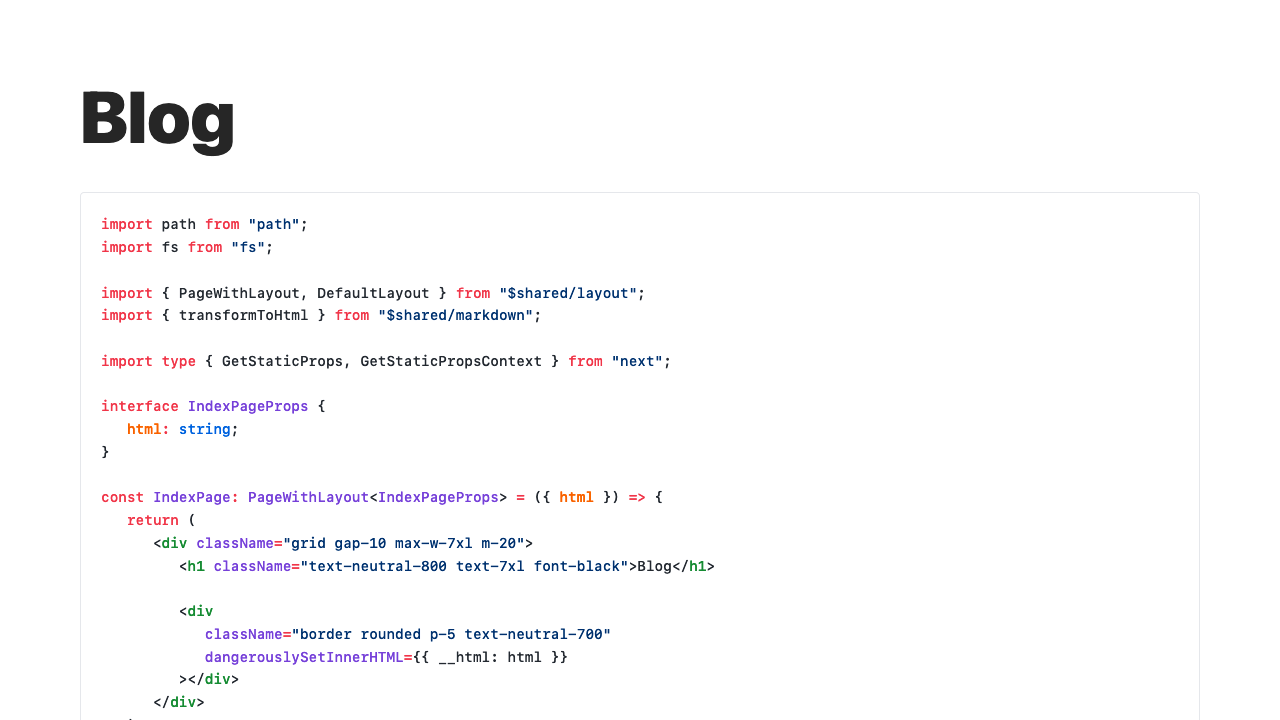 Blog
import path from "path";
import fs from "fs";
import { PageWithLayout, DefaultLayout } from "$shared/layout";
import { transformToHtml } from "$shared/markdown";
import type { GetStaticProps, GetStaticPropsContext } from "next";
interface IndexPageProps {
html: string;
}
const IndexPage: PageWithLayout<IndexPageProps> = ({ html }) => {
return (
<div className="grid gap-10 max-w-7xl m-20">
<h1 className="text-neutral-800 text-7xl font-black">Blog</h1>
<div
className="border rounded p-5 text-neutral-700"
dangerouslySetInnerHTML={{ __html: html }}
></div>
</div>